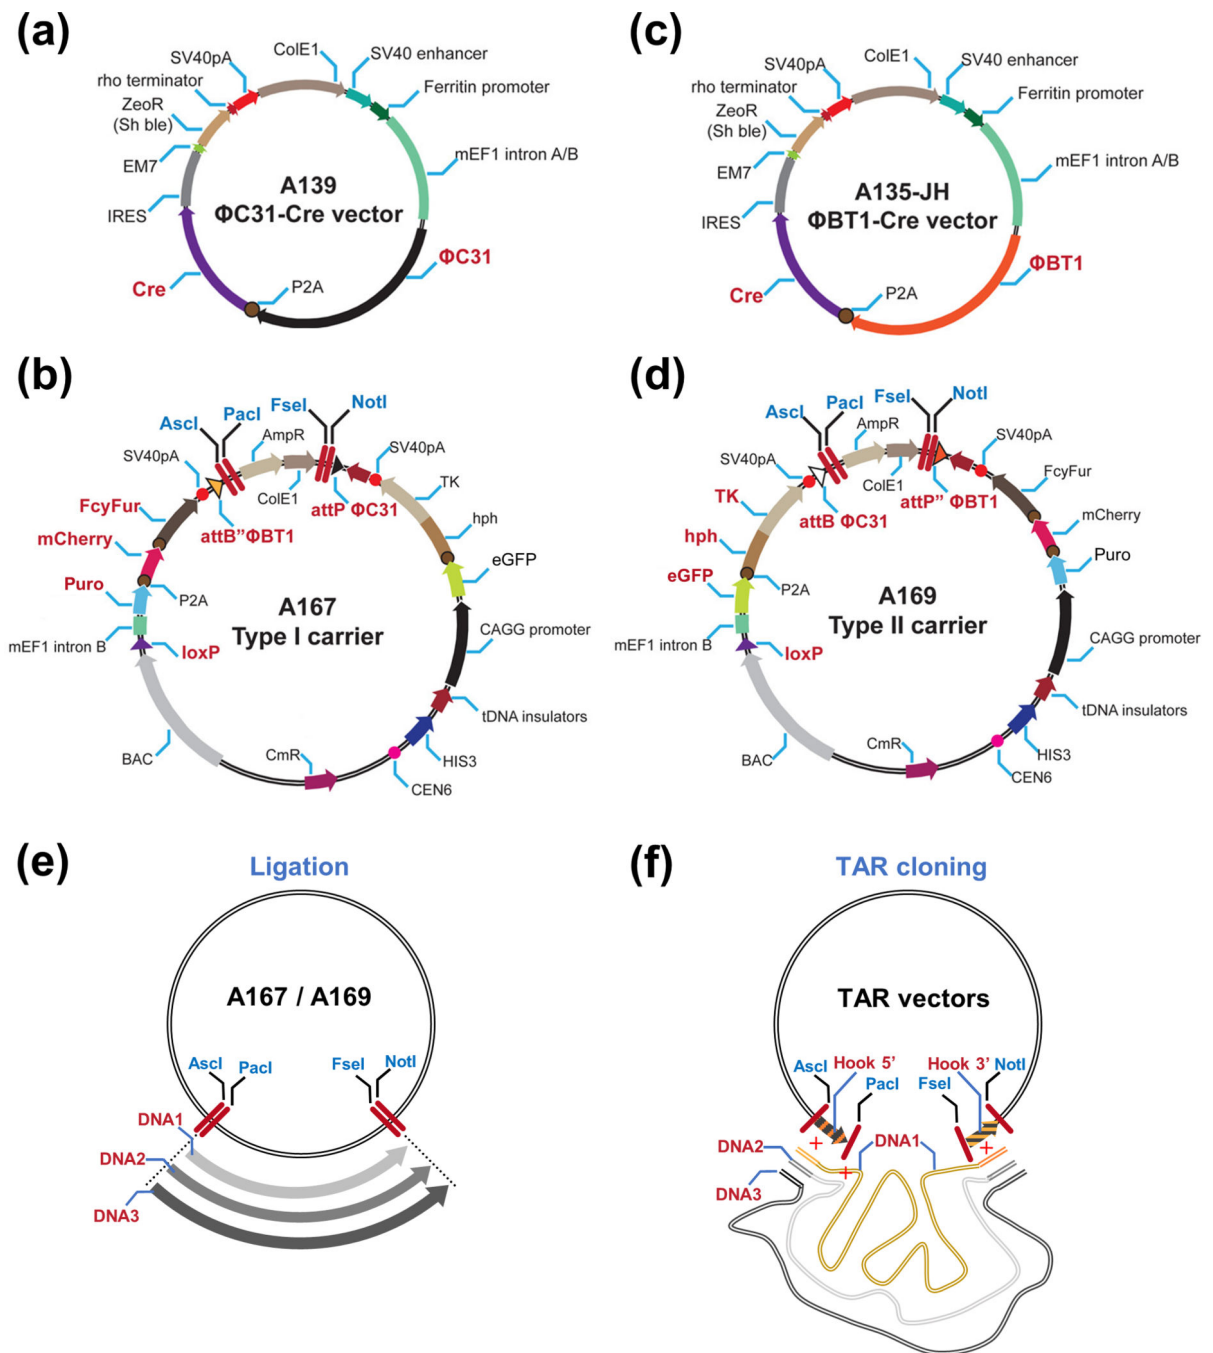 (a)
SV40pA
ColE1
SV40 enhancer
rho terminator
Ferritin promoter
ZeoR
(Sh ble)
EM7
mEF1 intron A/B
A139
ΦC31-Cre vector
IRES
ΦC31
Cre
P2A
(c)
SV40pA
ColE1
SV40 enhancer
rho terminator
Ferritin promoter
ZeoR
(Sh ble)
EM7
mEF1 intron A/B
A135-JH
ΦBT1-Cre vector
IRES
ΦBT1
Cre
P2A
(b)
AscI
PacI
FseI
NotI
AmpR
SV40pA
SV40pA
ColE1
TK
FcyFur
attP ΦC31
attB"ΦBT1
hph
mCherry
eGFP
Puro
P2A
A167
Type I carrier
CAGG promoter
mEF1 intron B
loxP
tDNA insulators
BAC
CmR
HIS3
CEN6
(d)
AscI
PacI
FseI
NotI
AmpR
SV40pA
SV40pA
ColE1
FcyFur
TK
attP" ΦBT1
attB ΦC31
mCherry
hph
Puro
eGFP
P2A
A169
Type II carrier
CAGG promoter
mEF1 intron B
loxP
tDNA insulators
BAC
CmR
HIS3
CEN6
(e)
Ligation
A167 / A169
AscI
PacI
FseI
NotI
DNA1
DNA2
DNA3
(f)
TAR cloning
TAR vectors
AscI
Hook 5'
Hook 3'
NotI
PacI
FseI
+
+
+
DNA2
DNA1
DNA3